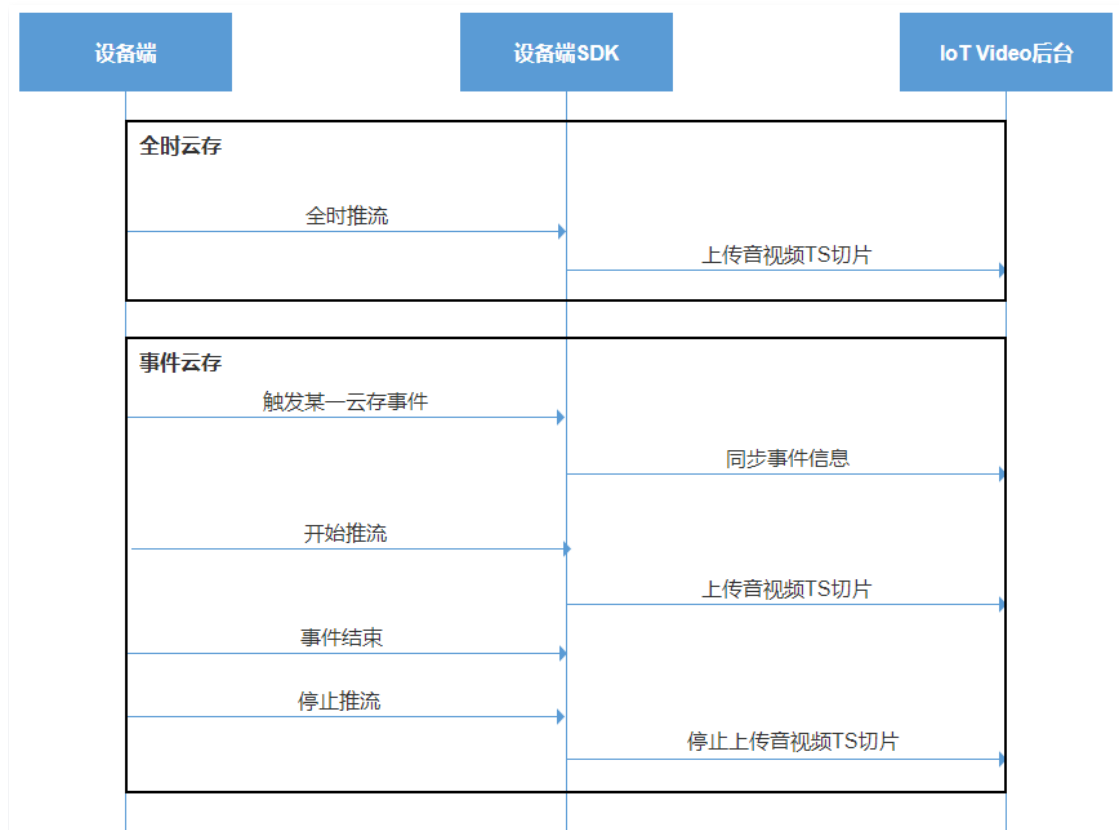 设备端
设备端SDK
IoT Video后台
全时云存
全时推流
上传音视频TS切片
事件云存
触发某一云存事件
同步事件信息
开始推流
上传音视频TS切片
事件结束
停止推流
停止上传音视频TS切片